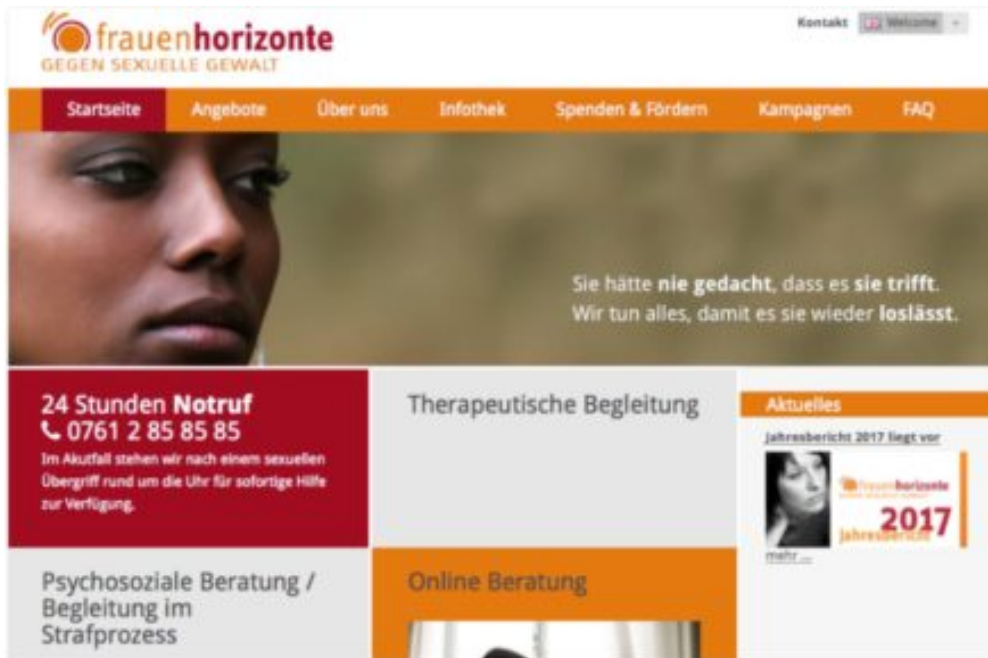 frauenhorizonte
GEGEN SEXUELLE GEWALT
Kontakt
Welcome
Startseite
Angebote
Über uns
Infothek
Spenden & Fördern
Kampagnen
FAQ
Sie hätte nie gedacht, dass es sie trifft.
Wir tun alles, damit es sie wieder loslässt.
24 Stunden Notruf
0761 2 85 85 85
Im Akutfall stehen wir nach einem sexuellen
Übergriff rund um die Uhr für sofortige Hilfe
zur Verfügung.
Therapeutische Begleitung
Aktuelles
Jahresbericht 2017 liegt vor
frauenhorizonte
2017
Jahresbericht
mehr ...
Psychosoziale Beratung /
Begleitung im
Strafprozess
Online Beratung